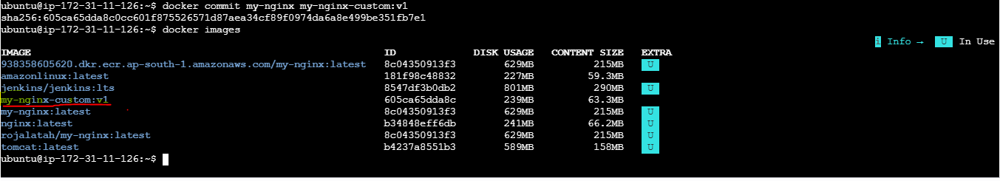 ubuntu@ip-172-31-11-126:~$ docker commit my-nginx my-nginx-custom:v1
sha256:605ca65dda8c0cc601f875526571d87aea34cf89f0974da6a8e499be351fb7e1
ubuntu@ip-172-31-11-126:~$ docker images
i Info → U In Use
IMAGE ID DISK USAGE CONTENT SIZE EXTRA
938358605620.dkr.ecr.ap-south-1.amazonaws.com/my-nginx:latest 8c04350913f3 629MB 215MB U
amazonlinux:latest 181f98c48832 227MB 59.3MB
jenkins/jenkins:lts 8547df3b0db2 801MB 290MB U
my-nginx-custom:v1 605ca65dda8c 239MB 63.3MB
my-nginx:latest 8c04350913f3 629MB 215MB U
nginx:latest b34848eff6db 241MB 66.2MB U
rojalatah/my-nginx:latest 8c04350913f3 629MB 215MB U
tomcat:latest b4237a8551b3 589MB 158MB U
ubuntu@ip-172-31-11-126:~$